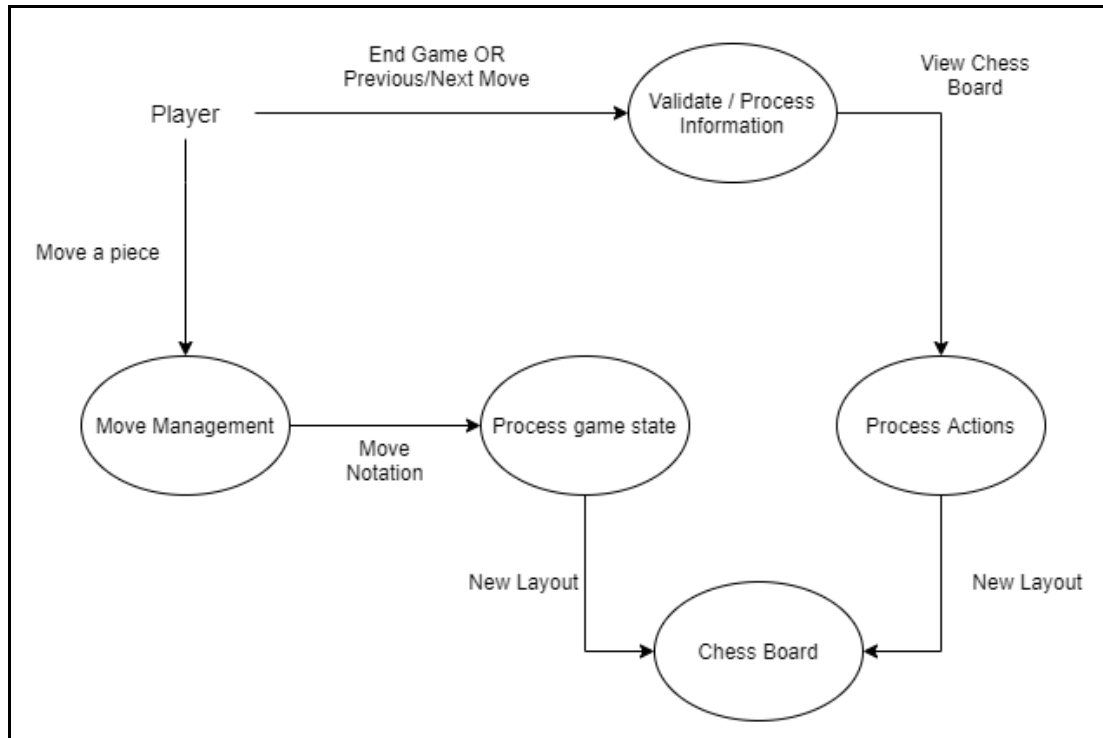 End Game OR
Previous/Next Move
View Chess
Board
Player
Validate / Process
Information
Move a piece
Move Management
Move
Notation
Process game state
Process Actions
New Layout
New Layout
Chess Board